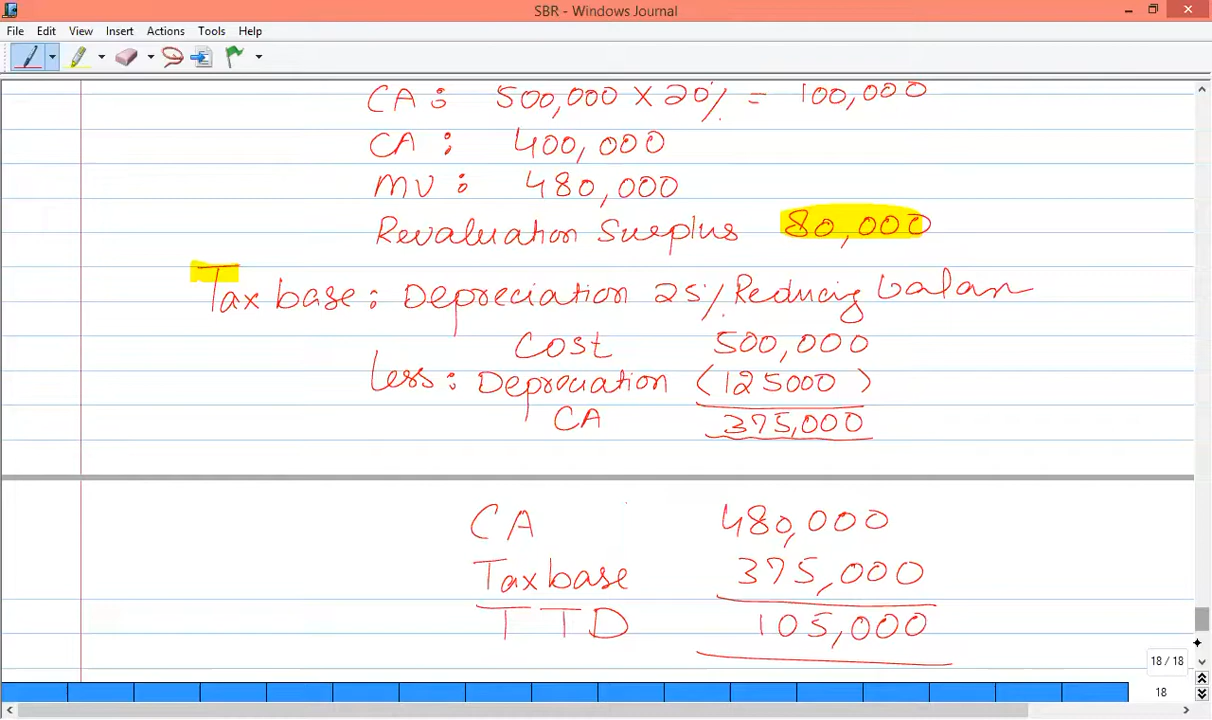 SBR - Windows Journal
File Edit View Insert Actions Tools Help
CA : 500,000 X 20% = 100,000
CA : 400,000
MV : 480,000
Revaluation Surplus 80,000
Tax base : Depreciation 25% Reducing balan
Cost 500,000
less : Depreciation (125000)
CA 375,000
CA 480,000
Tax base 375,000
TTD 105,000
18 / 18
18